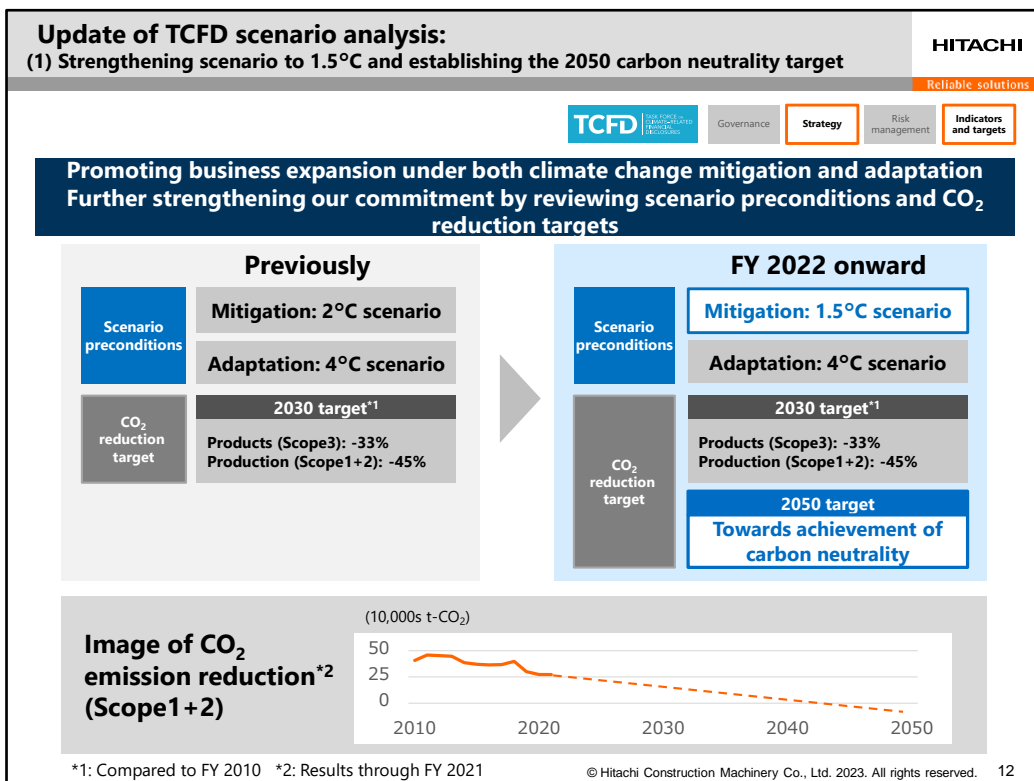 Update of TCFD scenario analysis:
(1) Strengthening scenario to 1.5°C and establishing the 2050 carbon neutrality target
HITACHI
Reliable solutions
TCFD
TASK FORCE ON
CLIMATE-RELATED
FINANCIAL
DISCLOSURES
Governance
Strategy
Risk
management
Indicators
and targets
Promoting business expansion under both climate change mitigation and adaptation
Further strengthening our commitment by reviewing scenario preconditions and CO₂
reduction targets
Previously
Scenario
preconditions
Mitigation: 2°C scenario
Adaptation: 4°C scenario
CO₂
reduction
target
2030 target*1
Products (Scope3): -33%
Production (Scope1+2): -45%
FY 2022 onward
Scenario
preconditions
Mitigation: 1.5°C scenario
Adaptation: 4°C scenario
CO₂
reduction
target
2030 target*1
Products (Scope3): -33%
Production (Scope1+2): -45%
2050 target
Towards achievement of
carbon neutrality
Image of CO₂
emission reduction*2
(Scope1+2)
(10,000s t-CO₂)
50
25
0
2010 2020 2030 2040 2050
*1: Compared to FY 2010 *2: Results through FY 2021
© Hitachi Construction Machinery Co., Ltd. 2023. All rights reserved. 12